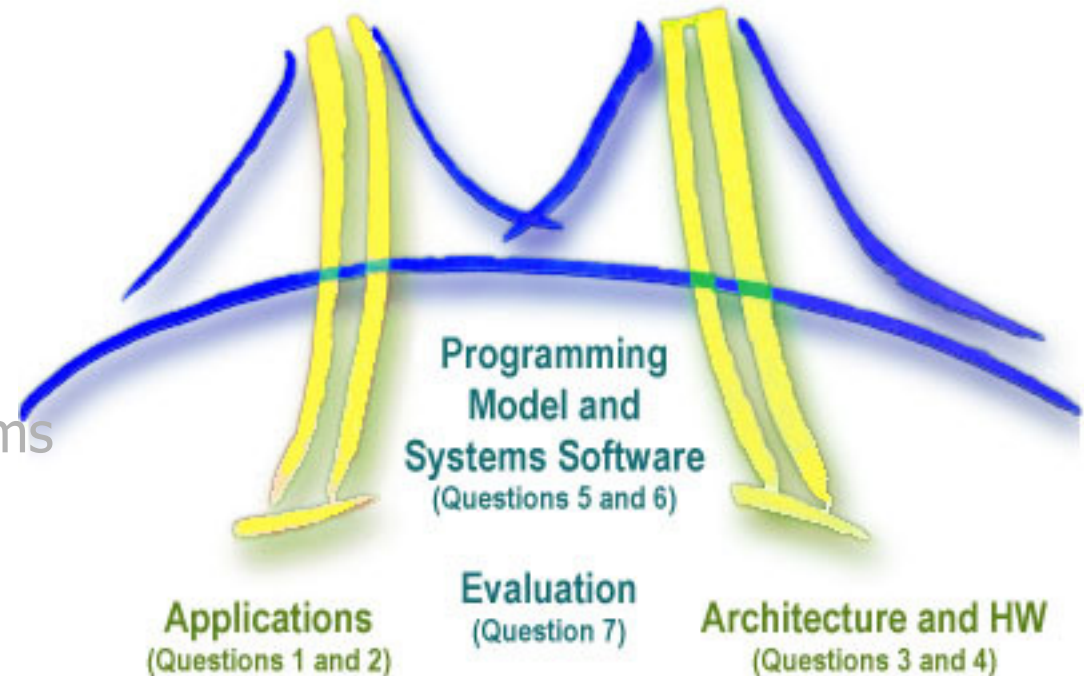 Programming
Model and
ms
Systems Software
(Questions 5 and 6)
Evaluation
(Question 7)
Applications
(Questions 1 and 2)
Architecture and HW
(Questions 3 and 4)